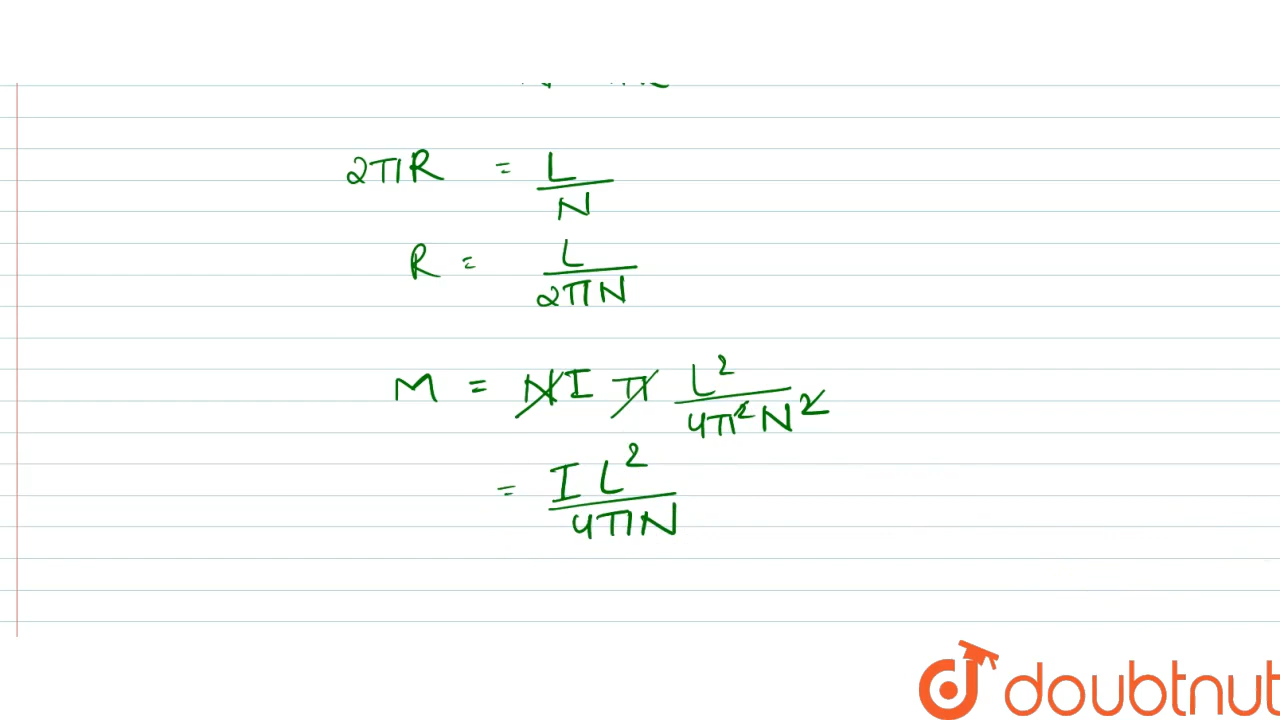 2πR = L/N
R = L/2πN
M = NIπ L²/4π²N²
= IL²/4πN
doubtnut